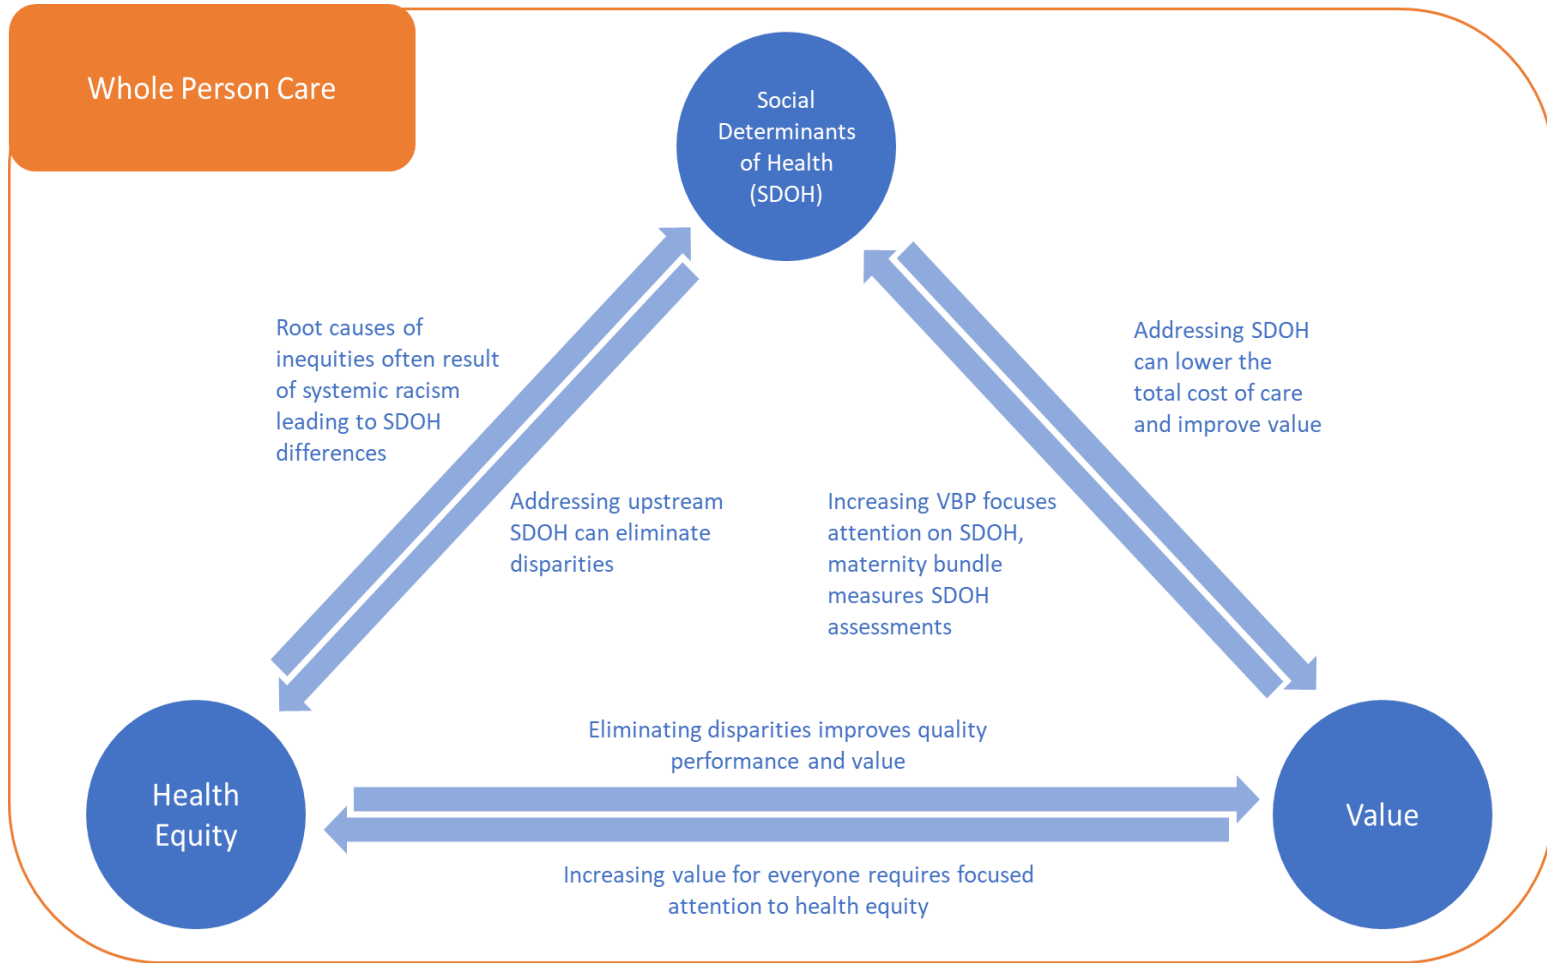 Whole Person Care
Social
Determinants
of Health
(SDOH)
Root causes of
inequities often result
of systemic racism
leading to SDOH
differences
Addressing SDOH
can lower the
total cost of care
and improve value
Addressing upstream
SDOH can eliminate
disparities
Increasing VBP focuses
attention on SDOH,
maternity bundle
measures SDOH
assessments
Eliminating disparities improves quality
performance and value
Health
Equity
Value
Increasing value for everyone requires focused
attention to health equity